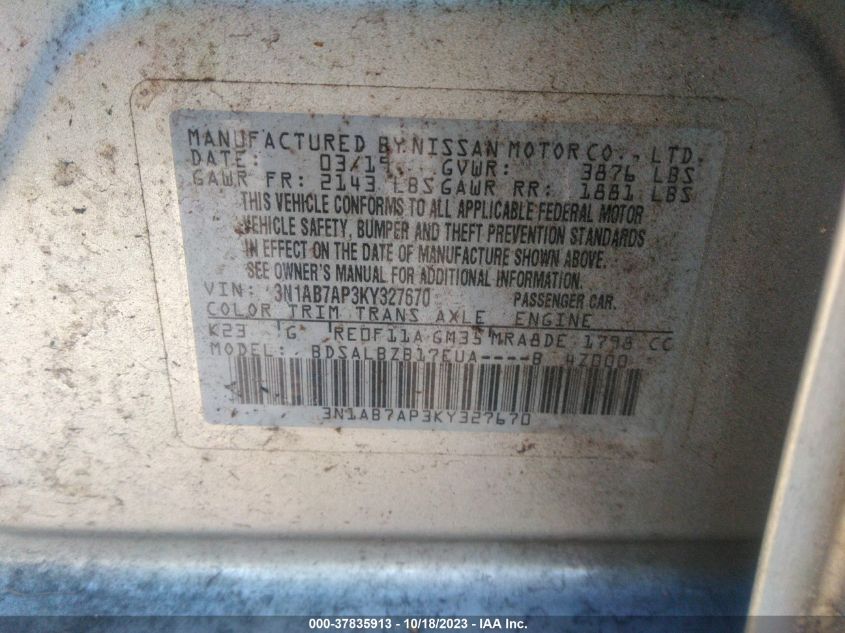 MANUFACTURED BY NISSAN MOTOR CO., LTD.
DATE: 03/19 GVWR: 3876 LBS
GAWR FR: 2143 LBS GAWR RR: 1881 LBS
THIS VEHICLE CONFORMS TO ALL APPLICABLE FEDERAL MOTOR
VEHICLE SAFETY, BUMPER AND THEFT PREVENTION STANDARDS
IN EFFECT ON THE DATE OF MANUFACTURE SHOWN ABOVE.
SEE OWNER'S MANUAL FOR ADDITIONAL INFORMATION.
VIN: 3N1AB7AP3KY327670 PASSENGER CAR.
COLOR TRIM TRANS AXLE ENGINE
K23 G RE0F11A GM35 MRA8DE 1798 CC
MODEL: BDSALBZB17EUA----B 4Z000
3N1AB7AP3KY327670
000-37835913 - 10/18/2023 - IAA Inc.